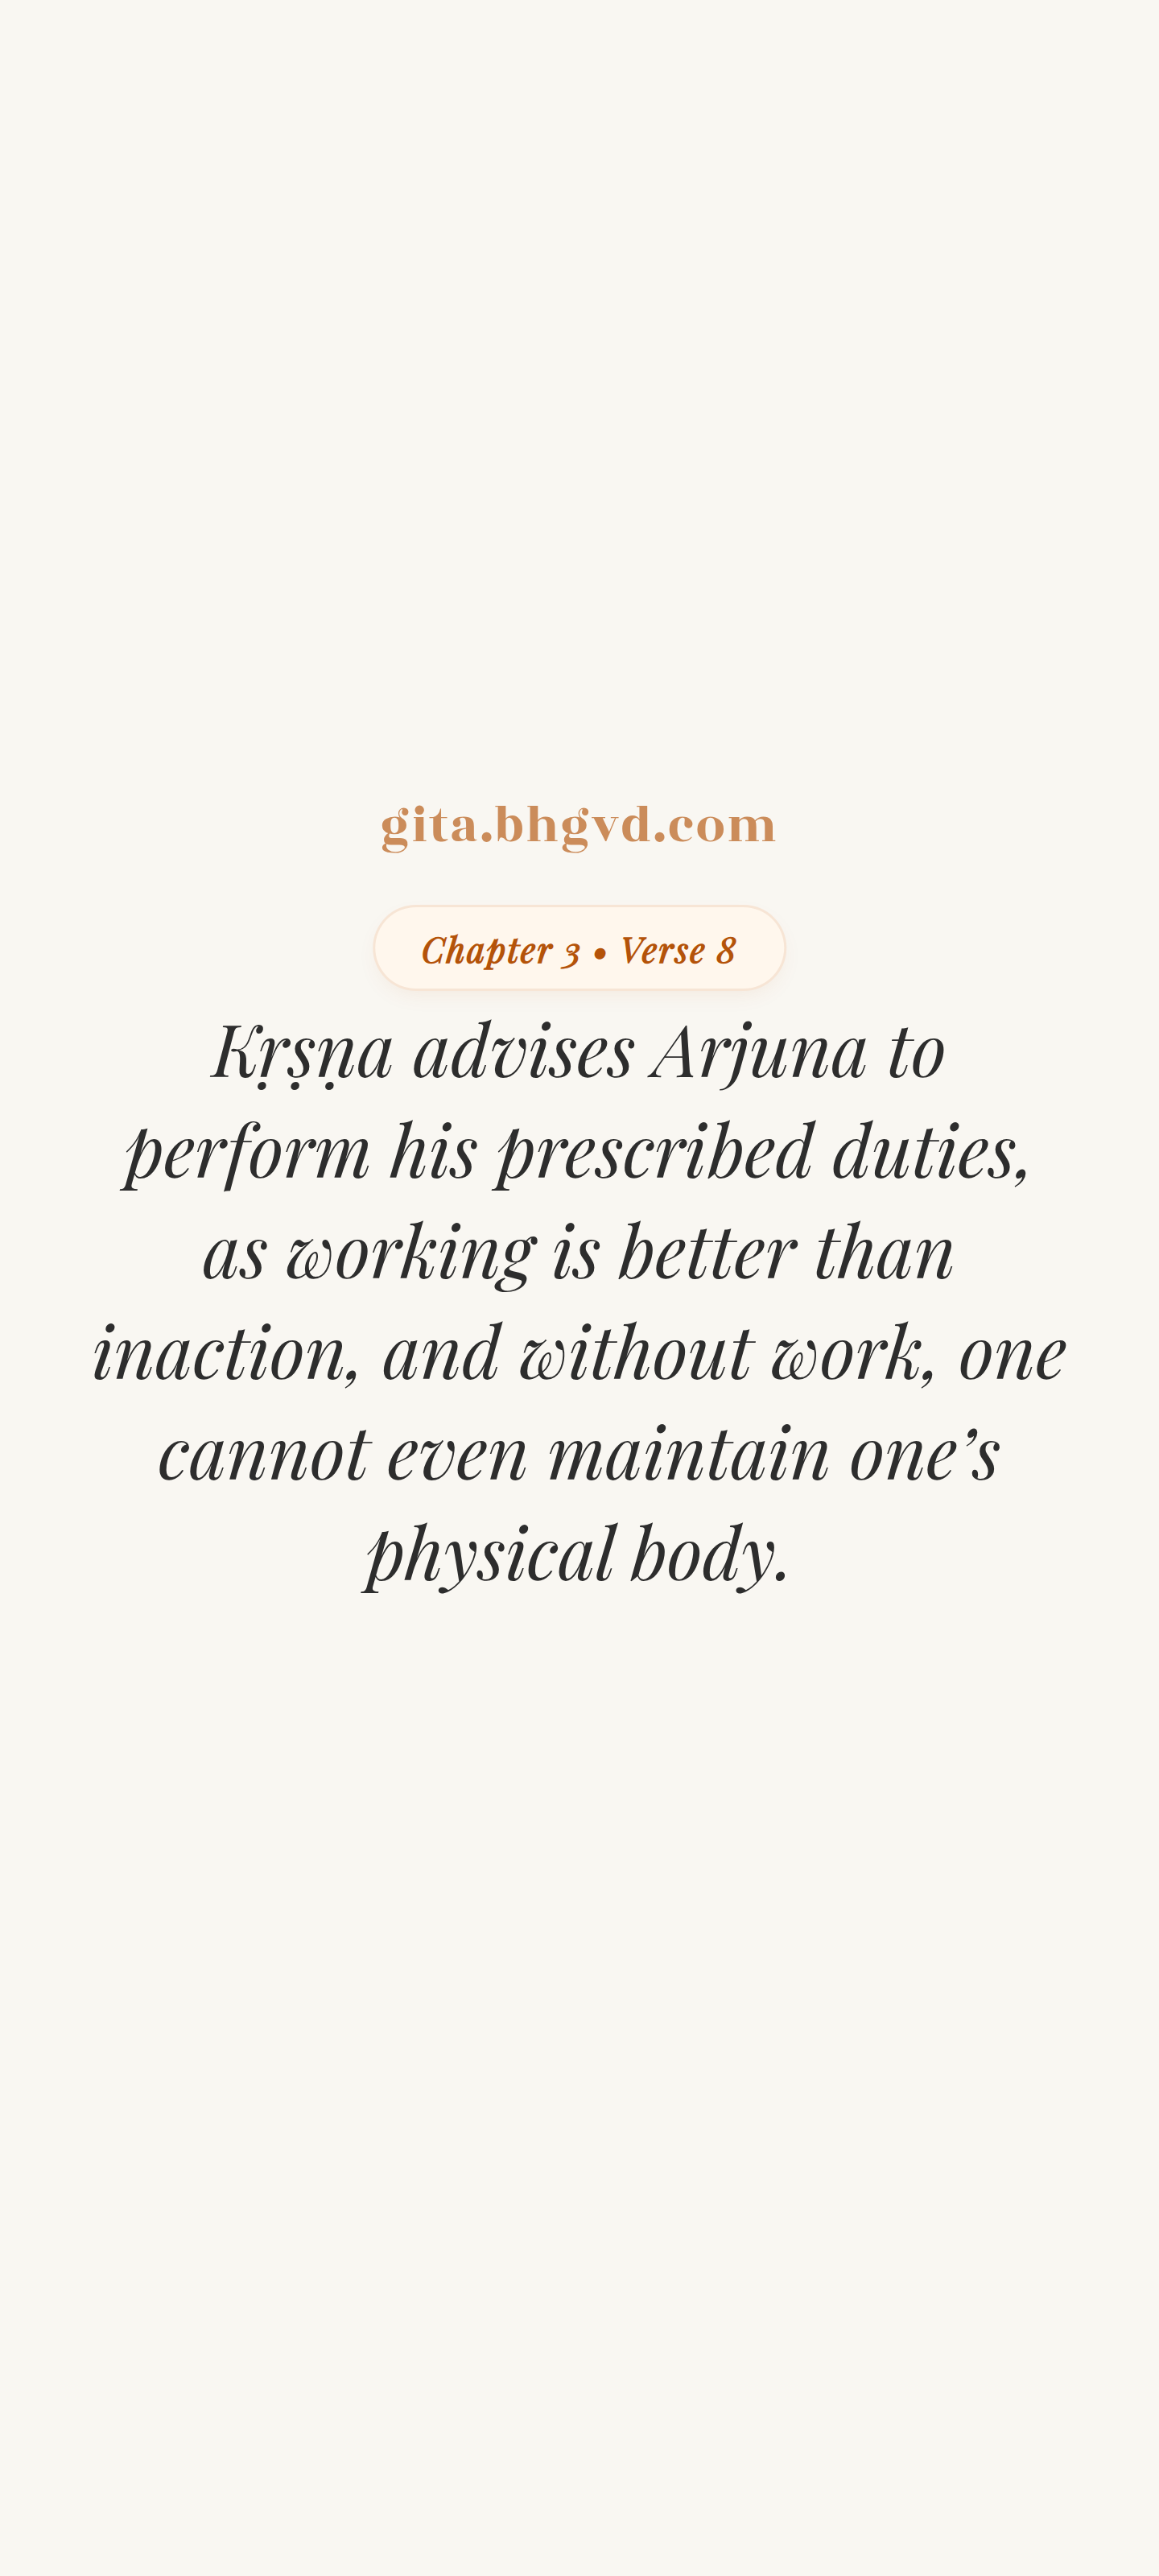 gita.bhgvd.com
Chapter 3 • Verse 8
Kṛṣṇa advises Arjuna to
perform his prescribed duties,
as working is better than
inaction, and without work, one
cannot even maintain one’s
physical body.